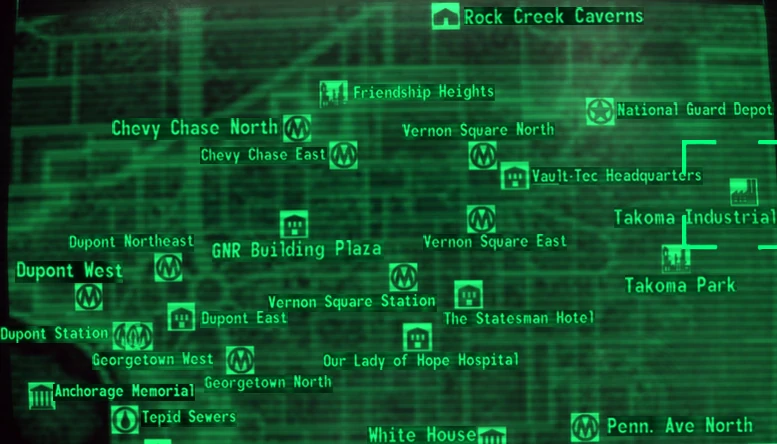 Rock Creek Caverns
Friendship Heights
National Guard Depot
Chevy Chase North
Vernon Square North
Chevy Chase East
Vault-Tec Headquarters
Takoma Industrial
Dupont Northeast
GNR Building Plaza
Vernon Square East
Dupont West
Takoma Park
Vernon Square Station
Dupont East
The Statesman Hotel
Dupont Station
Georgetown West
Our Lady of Hope Hospital
Georgetown North
Anchorage Memorial
Tepid Sewers
White House
Penn. Ave North